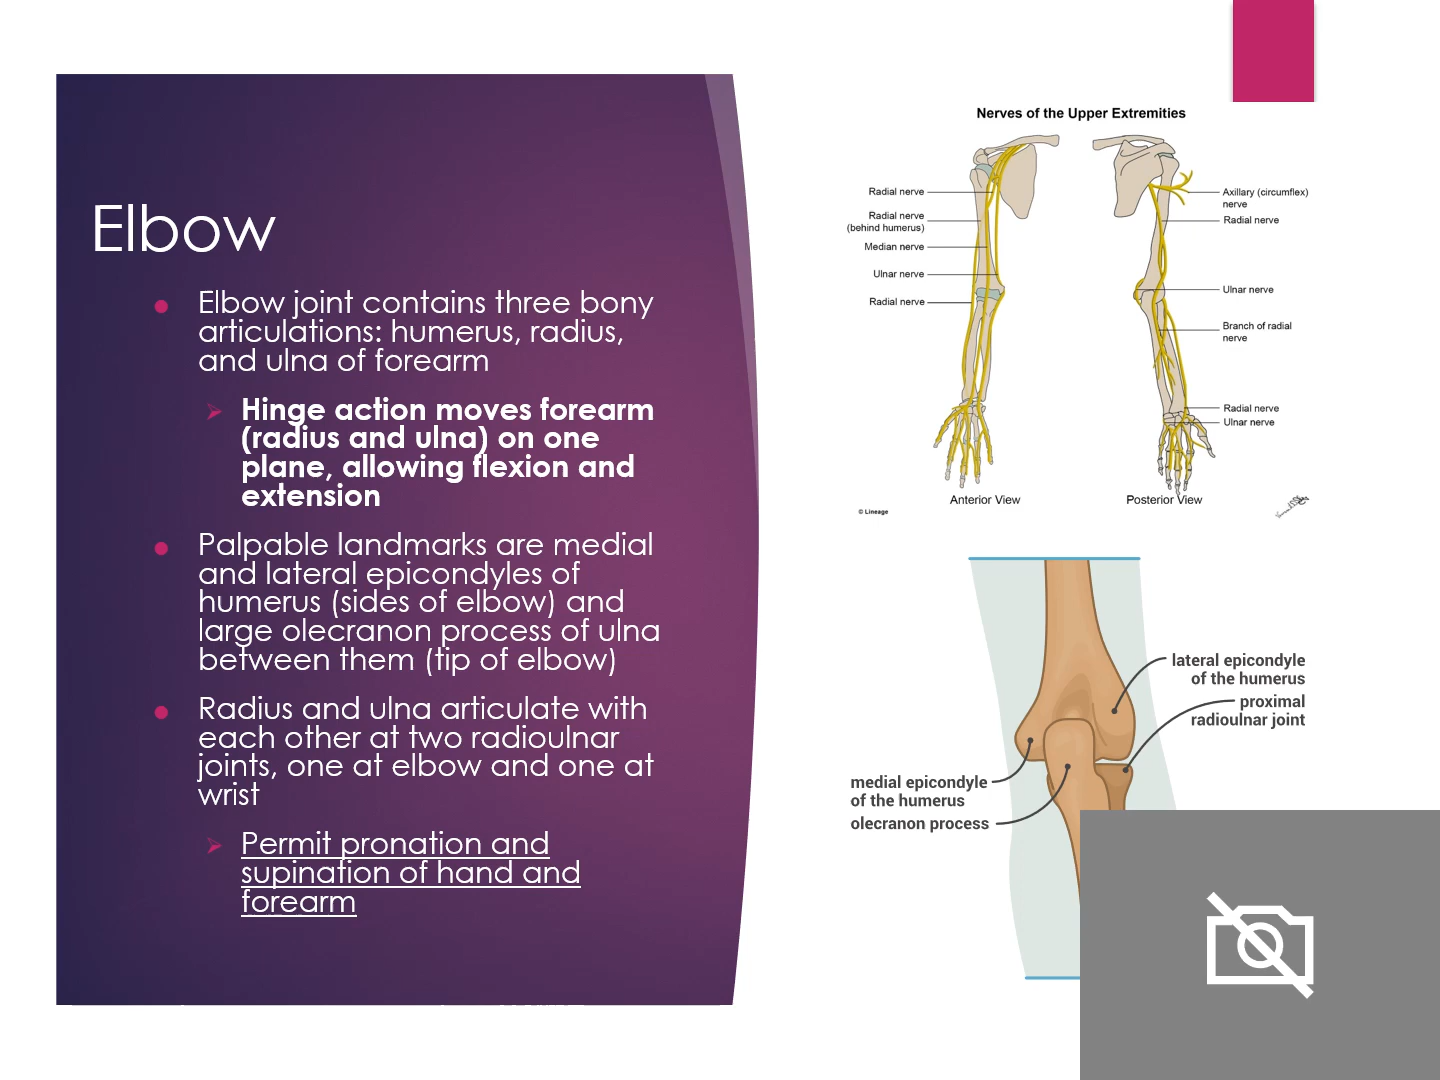 Elbow
Elbow joint contains three bony
articulations: humerus, radius,
and ulna of forearm
Hinge action moves forearm
(radius and ulna) on one
plane, allowing flexion and
extension
Palpable landmarks are medial
and lateral epicondyles of
humerus (sides of elbow) and
large olecranon process of ulna
between them (tip of elbow)
Radius and ulna articulate with
each other at two radioulnar
joints, one at elbow and one at
wrist
Permit pronation and
supination of hand and
forearm
Nerves of the Upper Extremities
Radial nerve
Radial nerve
(behind humerus)
Median nerve
Ulnar nerve
Radial nerve
Axillary (circumflex)
nerve
Radial nerve
Ulnar nerve
Branch of radial
nerve
Radial nerve
Ulnar nerve
Anterior View
Posterior View
© Lineage
lateral epicondyle
of the humerus
proximal
radioulnar joint
medial epicondyle
of the humerus
olecranon process